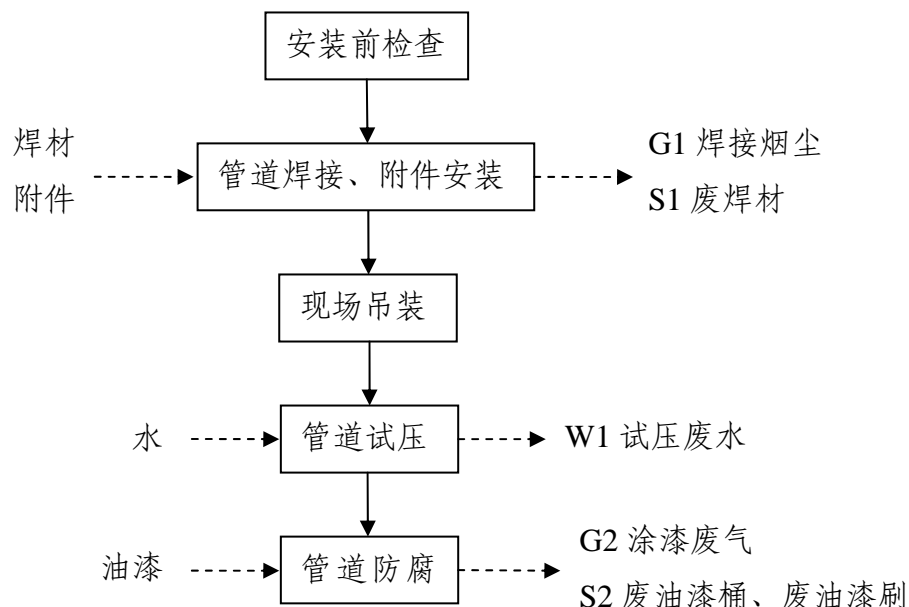 安装前检查
焊材
附件
管道焊接、附件安装
G1 焊接烟尘
S1 废焊材
现场吊装
水
管道试压
W1 试压废水
油漆
管道防腐
G2 涂漆废气
S2 废油漆桶、废油漆刷